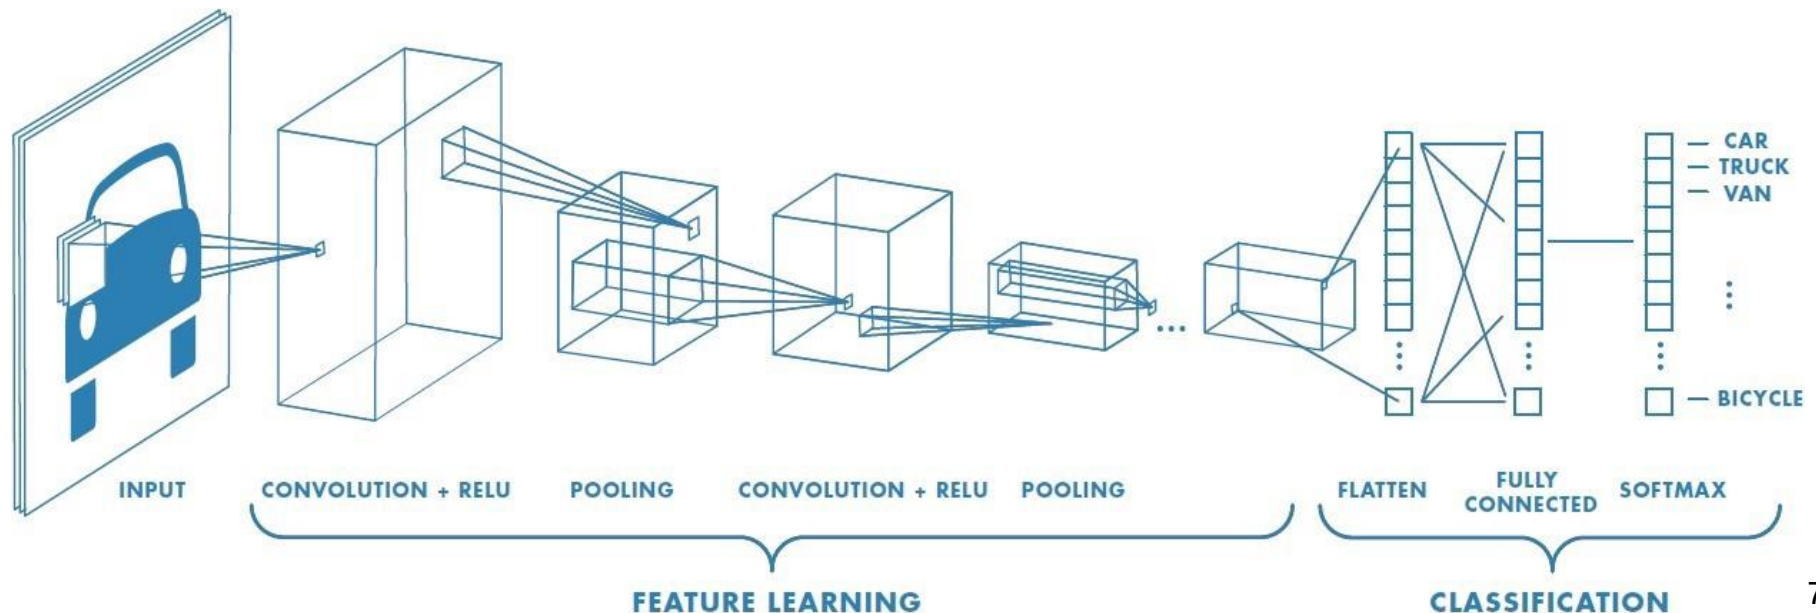 CAR
TRUCK
VAN
BICYCLE
INPUT
CONVOLUTION + RELU
POOLING
CONVOLUTION + RELU
POOLING
FLATTEN
FULLY
CONNECTED
SOFTMAX
FEATURE LEARNING
CLASSIFICATION